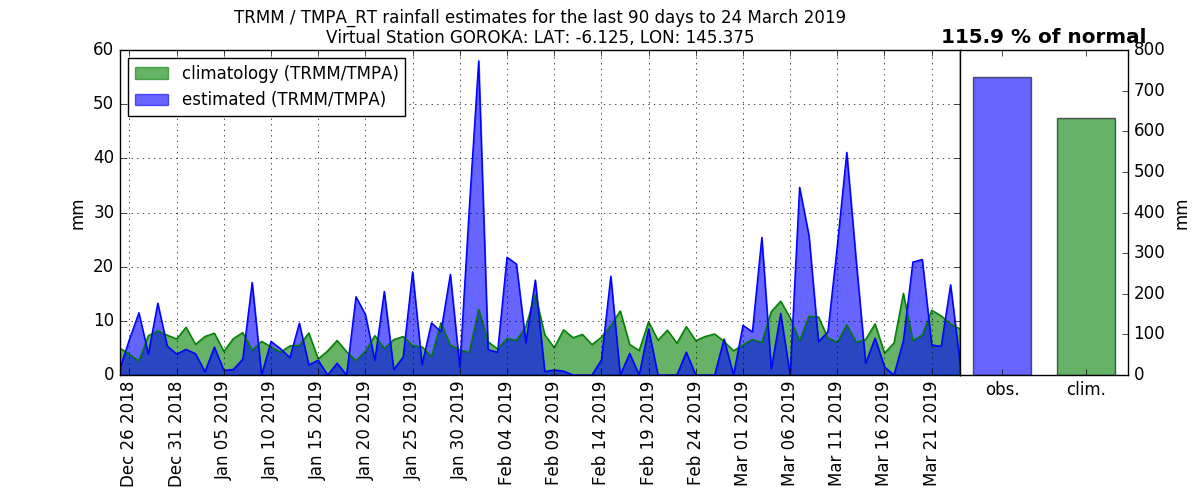 TRMM / TMPA_RT rainfall estimates for the last 90 days to 24 March 2019
Virtual Station GOROKA: LAT: -6.125, LON: 145.375
115.9 % of normal
climatology (TRMM/TMPA)
estimated (TRMM/TMPA)
60
50
40
30
20
10
0
mm
Dec 26 2018
Dec 31 2018
Jan 05 2019
Jan 10 2019
Jan 15 2019
Jan 20 2019
Jan 25 2019
Jan 30 2019
Feb 04 2019
Feb 09 2019
Feb 14 2019
Feb 19 2019
Feb 24 2019
Mar 01 2019
Mar 06 2019
Mar 11 2019
Mar 16 2019
Mar 21 2019
800
700
600
500
400
300
200
100
0
mm
obs.
clim.